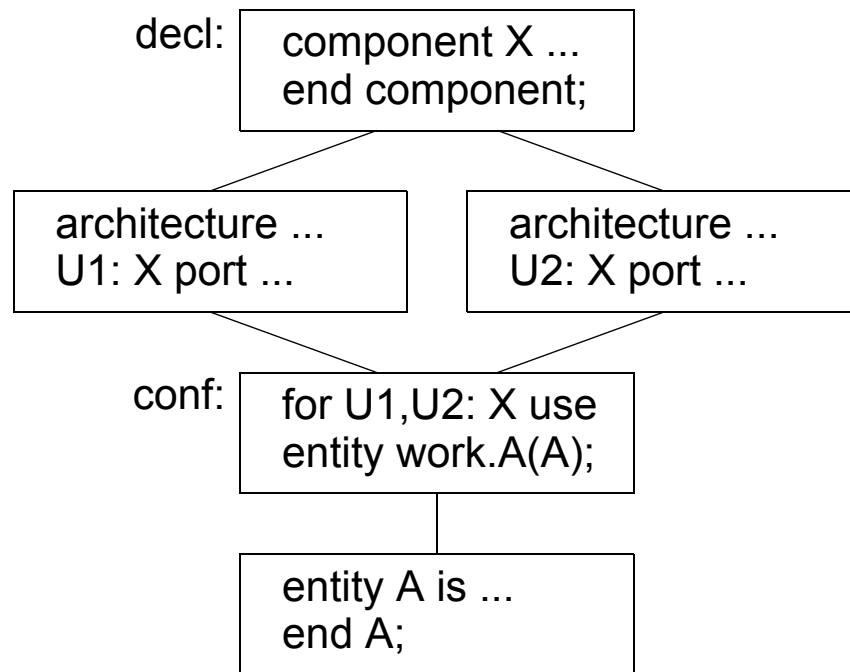 decl:
component X ...
end component;
architecture ...
U1: X port ...
architecture ...
U2: X port ...
conf:
for U1,U2: X use
entity work.A(A);
entity A is ...
end A;